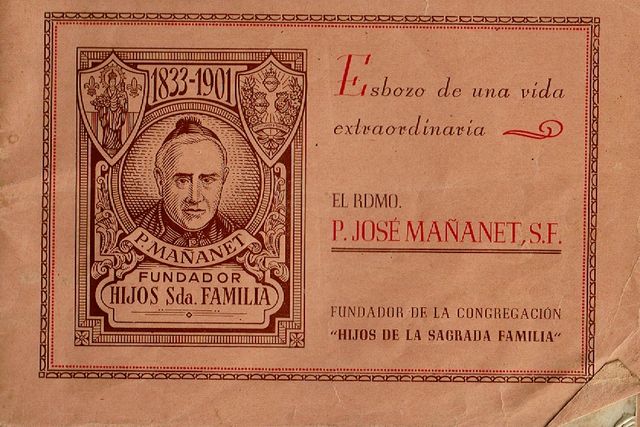 1833-1901
P. MAÑANET
FUNDADOR
HIJOS Sda. FAMILIA
Esbozo de una vida
extraordinaria
EL RDMO.
P. JOSÉ MAÑANET, S.F.
FUNDADOR DE LA CONGREGACIÓN
"HIJOS DE LA SAGRADA FAMILIA"